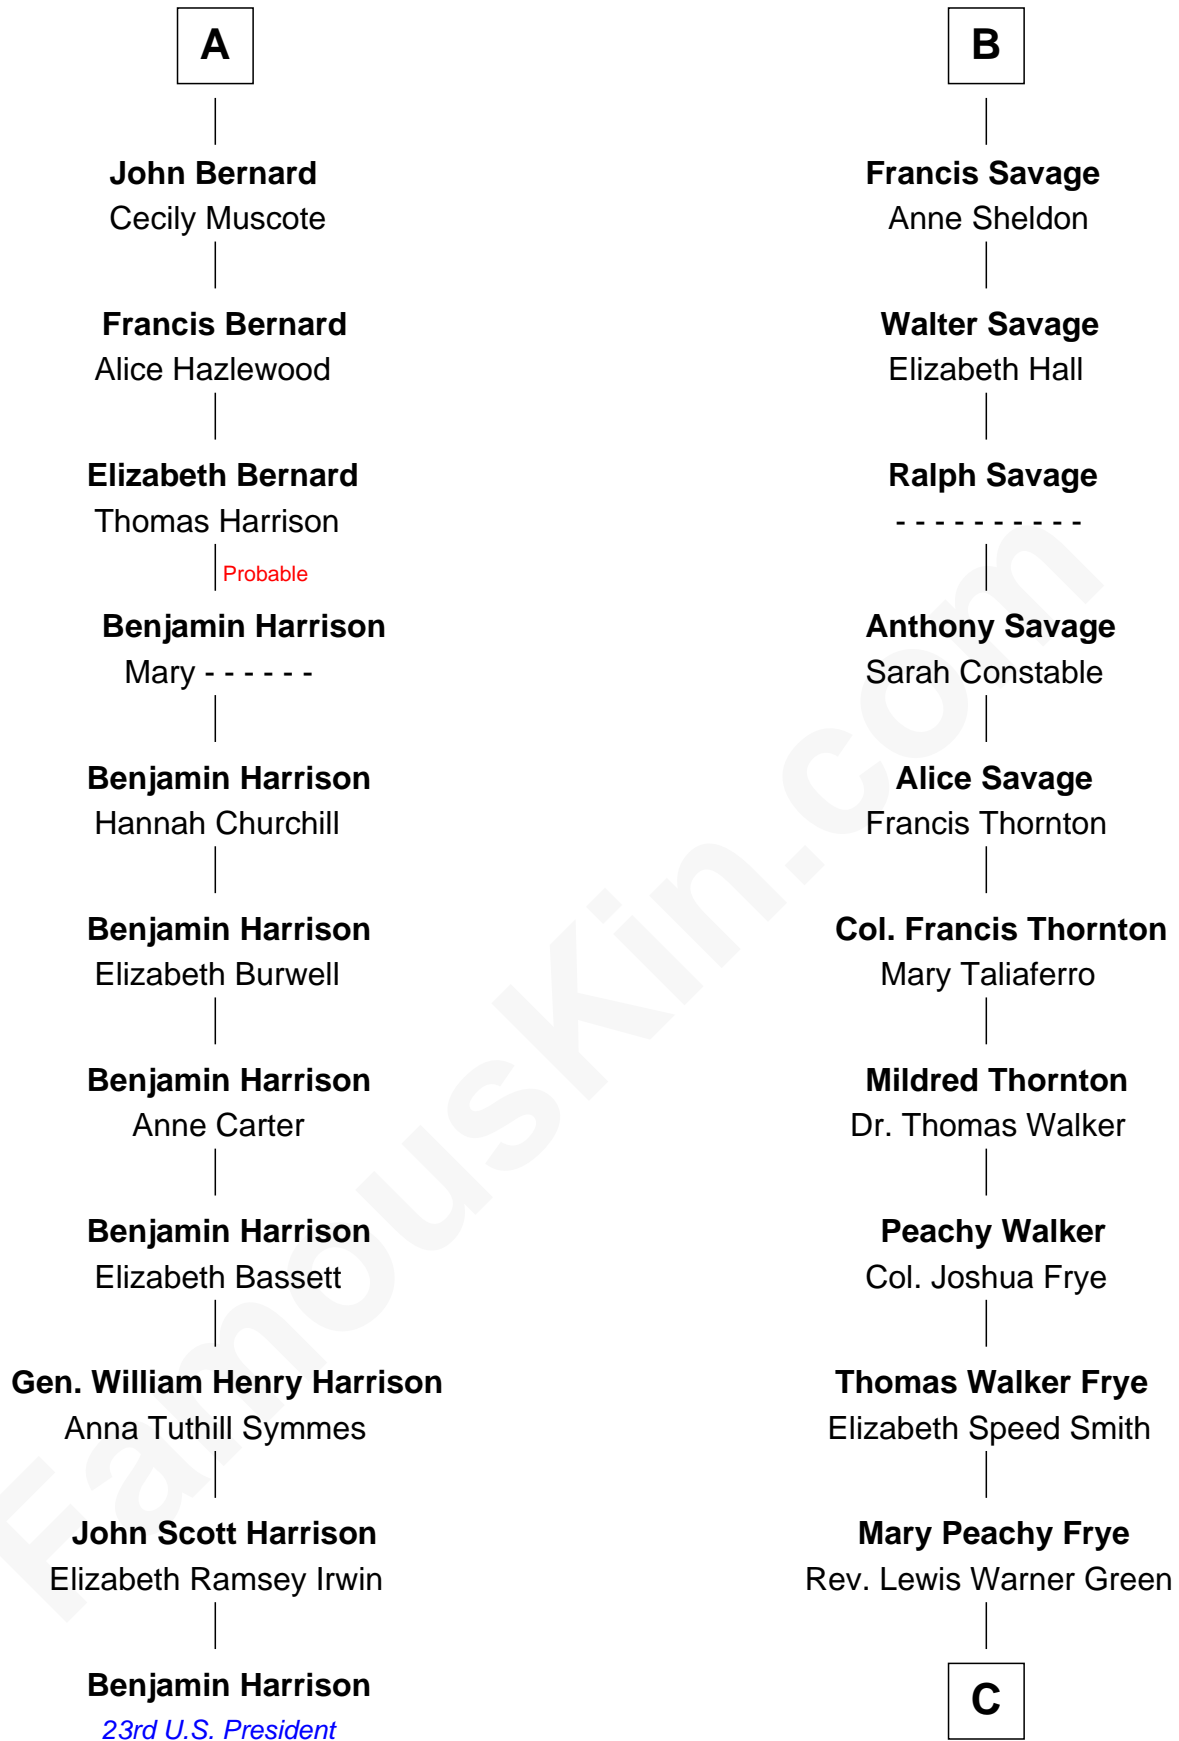 A
John Bernard
Cecily Muscote
Francis Bernard
Alice Hazlewood
Elizabeth Bernard
Thomas Harrison
Probable
Benjamin Harrison
Mary - - - - - -
Benjamin Harrison
Hannah Churchill
Benjamin Harrison
Elizabeth Burwell
Benjamin Harrison
Anne Carter
Benjamin Harrison
Elizabeth Bassett
Gen. William Henry Harrison
Anna Tuthill Symmes
John Scott Harrison
Elizabeth Ramsey Irwin
Benjamin Harrison
23rd U.S. President
B
Francis Savage
Anne Sheldon
Walter Savage
Elizabeth Hall
Ralph Savage
- - - - - - - - - -
Anthony Savage
Sarah Constable
Alice Savage
Francis Thornton
Col. Francis Thornton
Mary Taliaferro
Mildred Thornton
Dr. Thomas Walker
Peachy Walker
Col. Joshua Frye
Thomas Walker Frye
Elizabeth Speed Smith
Mary Peachy Frye
Rev. Lewis Warner Green
C
FamousKin.com